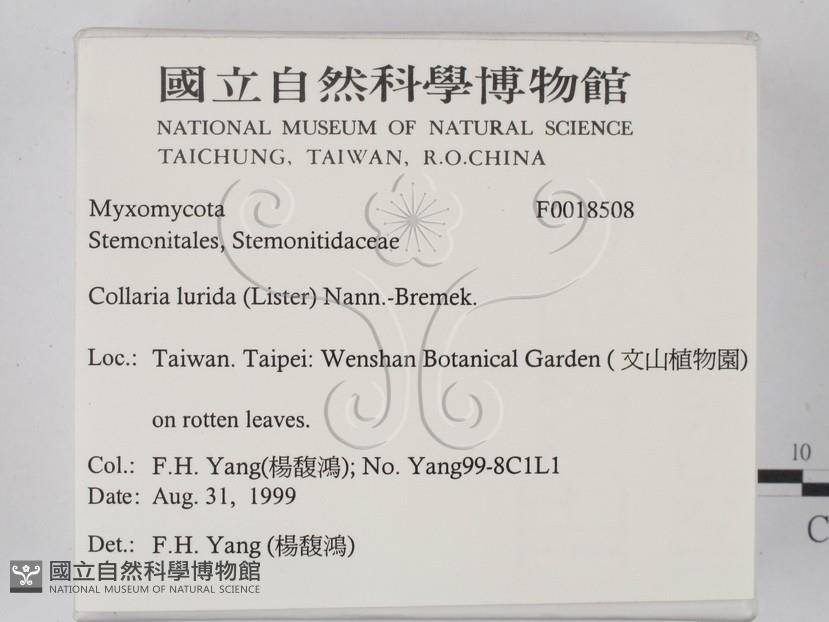 國立自然科學博物館
NATIONAL MUSEUM OF NATURAL SCIENCE
TAICHUNG, TAIWAN, R.O.CHINA
Myxomycota F0018508
Stemonitales, Stemonitidaceae
Collaria lurida (Lister) Nann.-Bremek.
Loc.: Taiwan. Taipei: Wenshan Botanical Garden ( 文山植物園)
on rotten leaves.
Col.: F.H. Yang(楊馥鴻); No. Yang99-8C1L1
Date: Aug. 31, 1999
Det.: F.H. Yang (楊馥鴻)
10
C
國立自然科學博物館
NATIONAL MUSEUM OF NATURAL SCIENCE